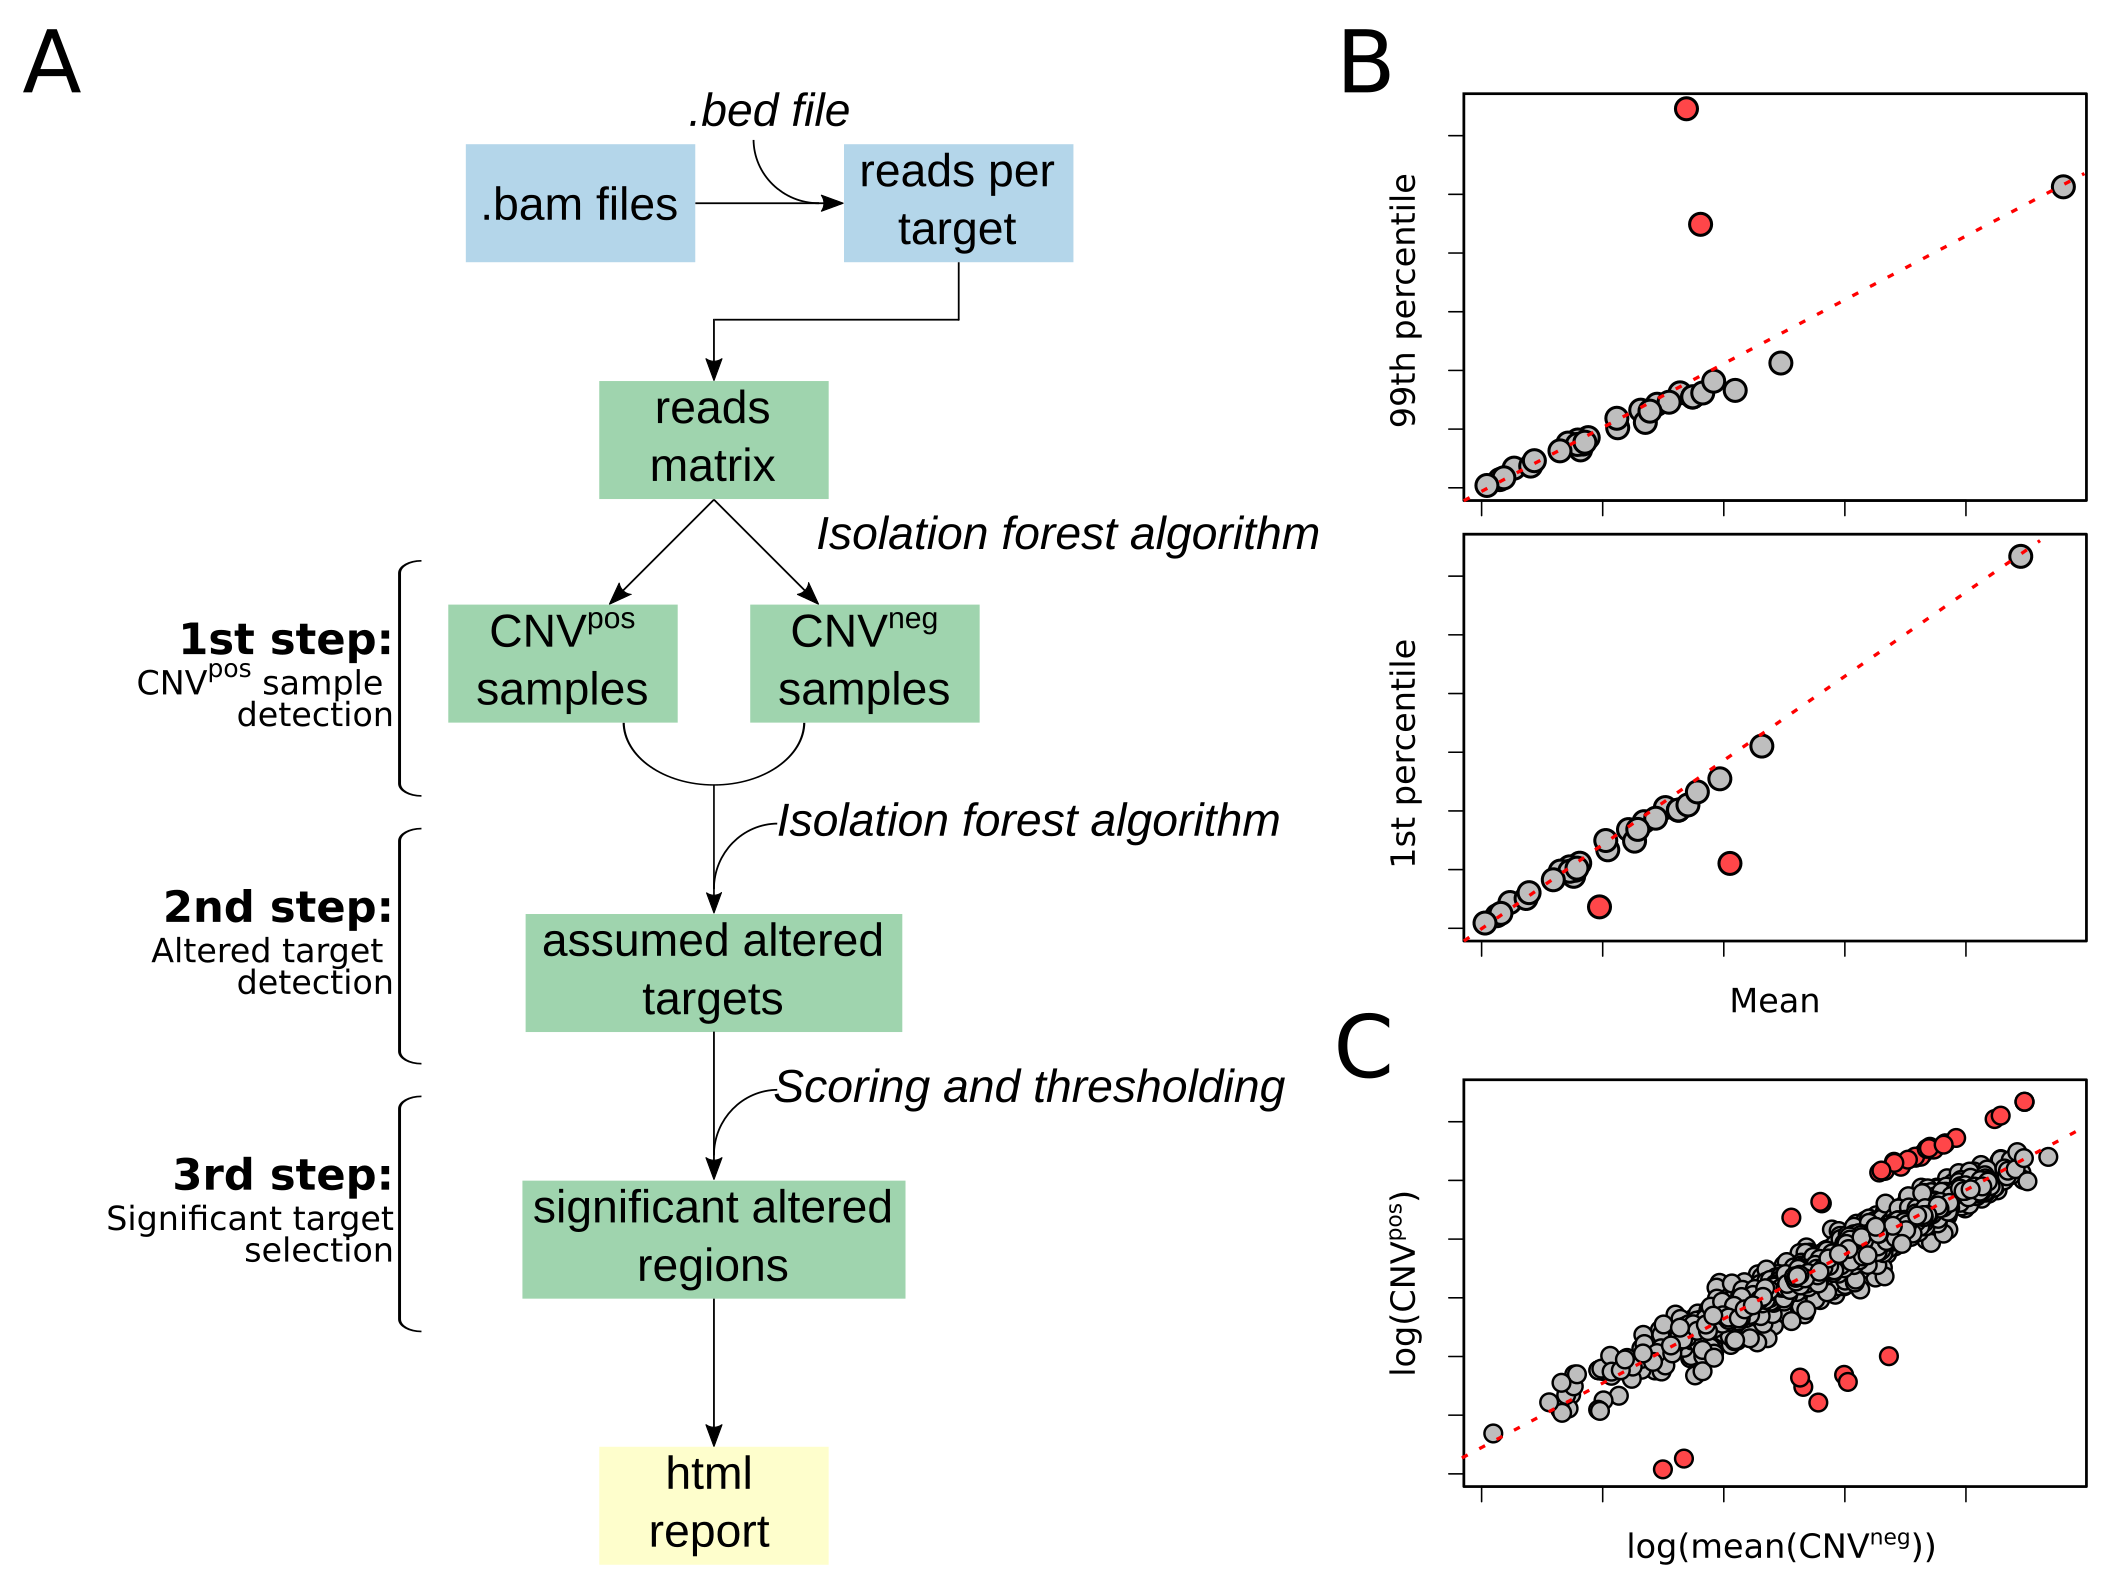 A
.bed file
.bam files
reads per
target
reads
matrix
Isolation forest algorithm
1st step:
CNVpos sample
detection
CNVpos
samples
CNVneg
samples
Isolation forest algorithm
2nd step:
Altered target
detection
assumed altered
targets
Scoring and thresholding
3rd step:
Significant target
selection
significant altered
regions
html
report
B
99th percentile
1st percentile
Mean
C
log(CNVpos)
log(mean(CNVneg))